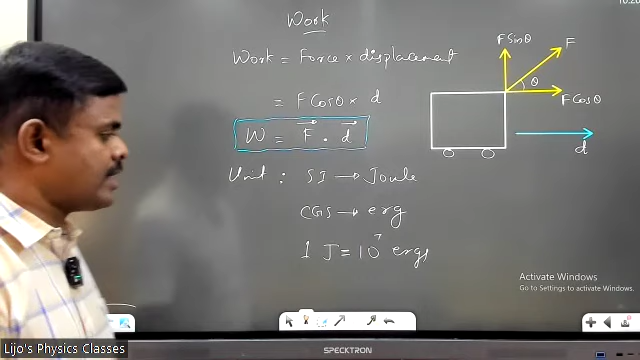 Work
Work = Force × displacement
= F Cosθ × d
W = F⃗ . d⃗
Unit : SI → Joule
CGS → erg
1 J = 10⁷ ergs
F Sinθ
F
θ
F Cosθ
d
Activate Windows
Go to Settings to activate Windows.
Lijo's Physics Classes
SPECKTRON